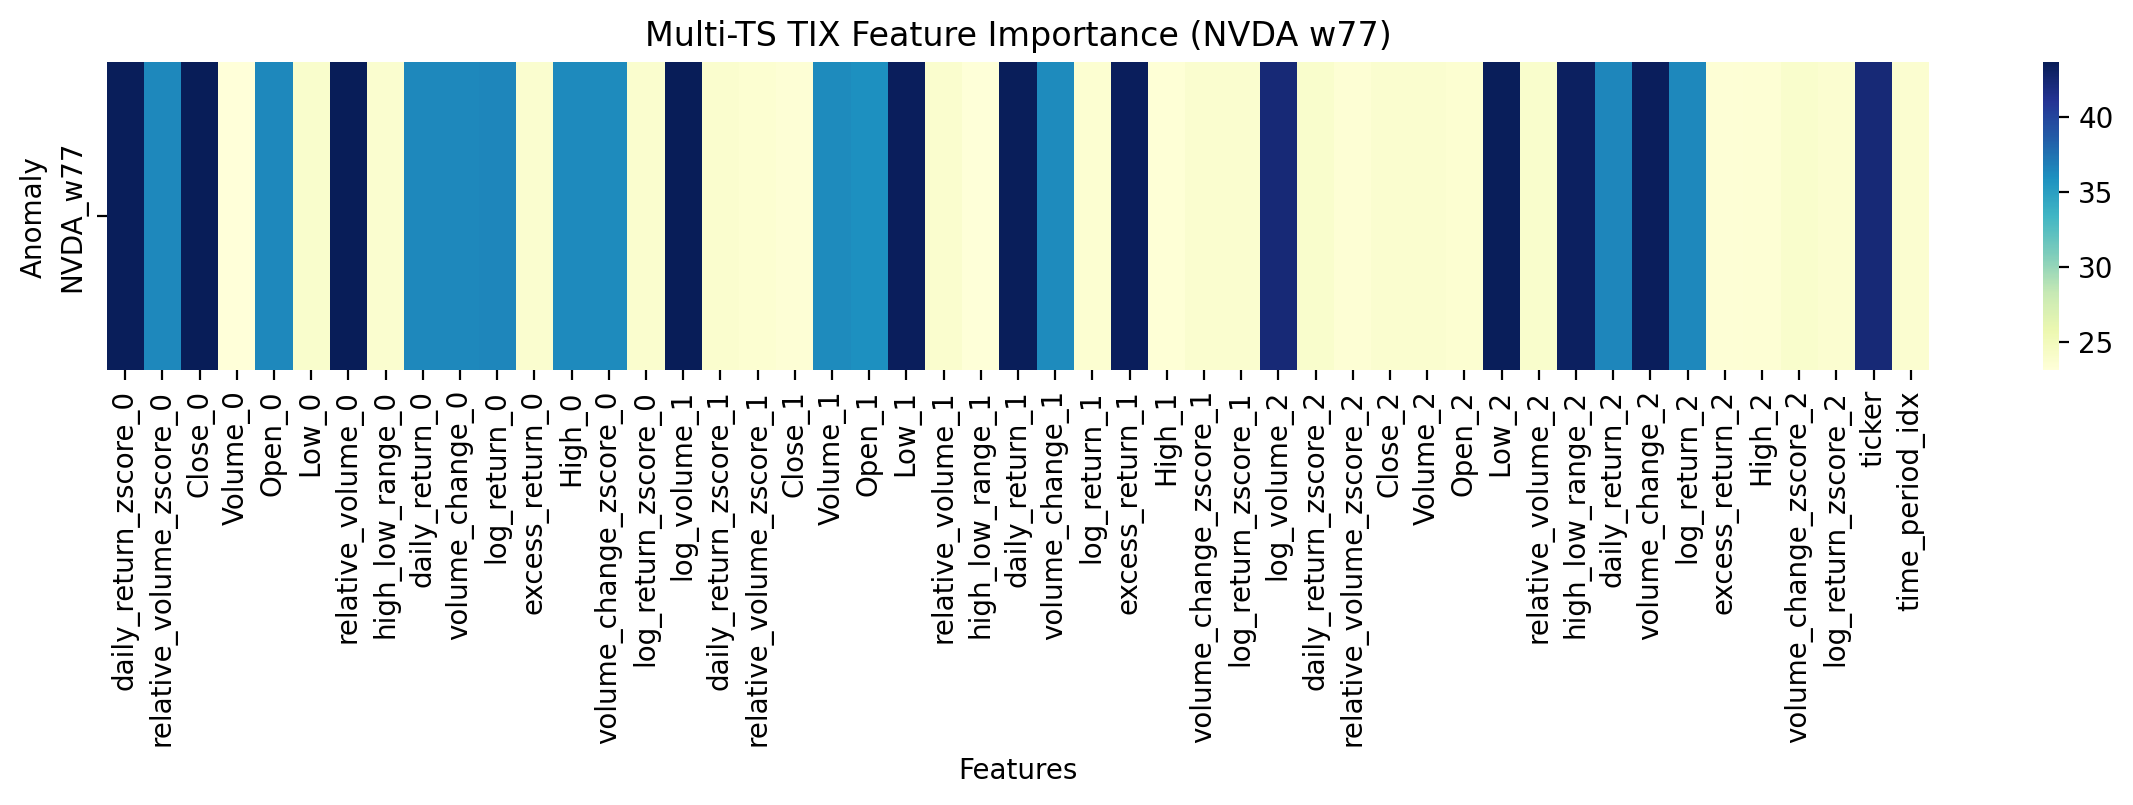 Multi-TS TIX Feature Importance (NVDA w77)
Anomaly
NVDA_w77
40
35
30
25
daily_return_zscore_0
relative_volume_zscore_0
Close_0
Volume_0
Open_0
Low_0
relative_volume_0
high_low_range_0
daily_return_0
volume_change_0
log_return_0
excess_return_0
High_0
volume_change_zscore_0
log_return_zscore_0
log_volume_1
daily_return_zscore_1
relative_volume_zscore_1
Close_1
Volume_1
Open_1
Low_1
relative_volume_1
high_low_range_1
daily_return_1
volume_change_1
log_return_1
excess_return_1
High_1
volume_change_zscore_1
log_return_zscore_1
log_volume_2
daily_return_zscore_2
relative_volume_zscore_2
Close_2
Volume_2
Open_2
Low_2
relative_volume_2
high_low_range_2
daily_return_2
volume_change_2
log_return_2
excess_return_2
High_2
volume_change_zscore_2
log_return_zscore_2
ticker
time_period_idx
Features